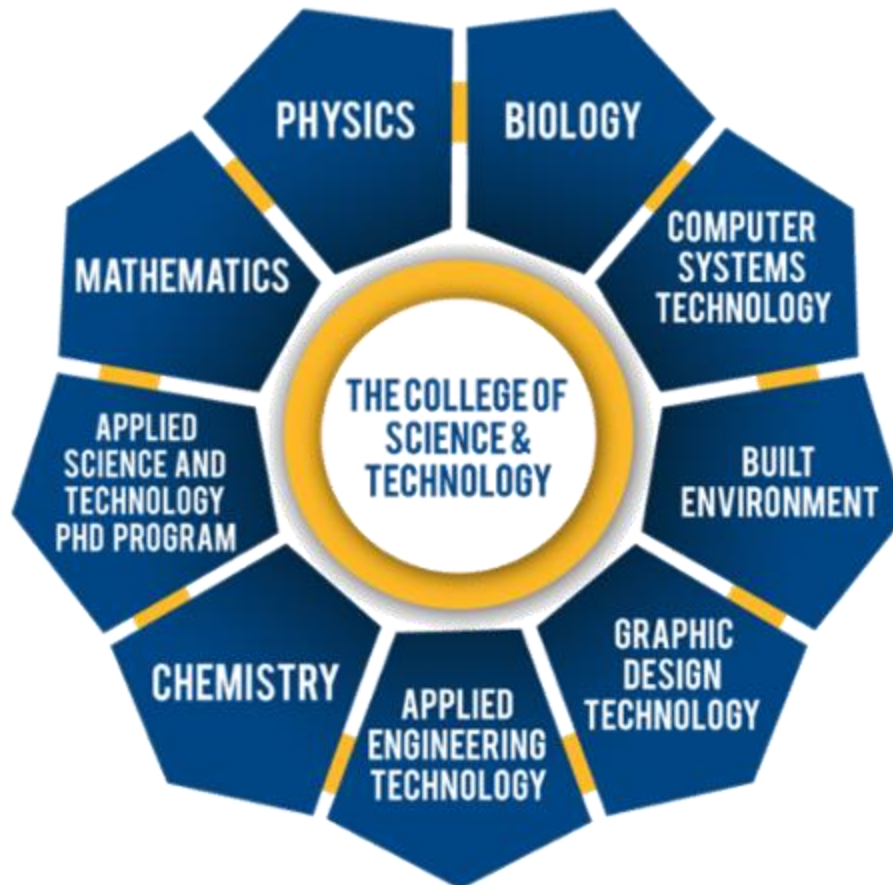 PHYSICS
BIOLOGY
COMPUTER
SYSTEMS
TECHNOLOGY
BUILT
ENVIRONMENT
GRAPHIC
DESIGN
TECHNOLOGY
APPLIED
ENGINEERING
TECHNOLOGY
CHEMISTRY
APPLIED
SCIENCE AND
TECHNOLOGY
PHD PROGRAM
MATHEMATICS
THE COLLEGE OF
SCIENCE &
TECHNOLOGY